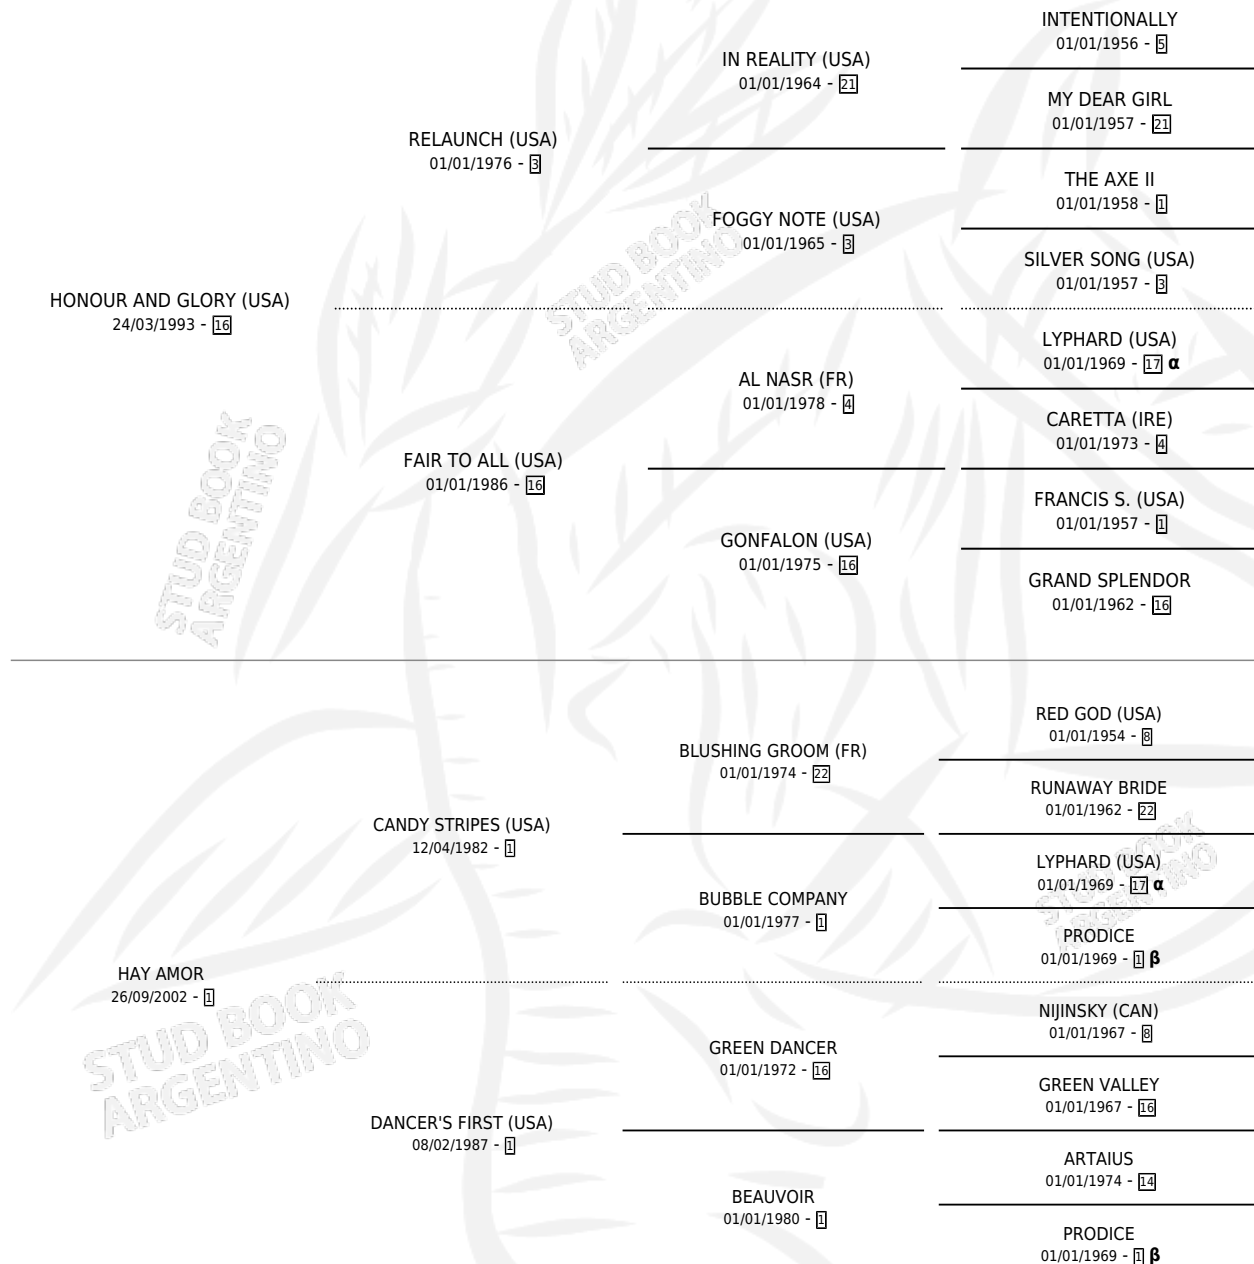 INTENTIONALLY
01/01/1956 - 5
IN REALITY (USA)
01/01/1964 - 21
MY DEAR GIRL
01/01/1957 - 21
RELAUNCH (USA)
01/01/1976 - 3
THE AXE II
01/01/1958 - 1
FOGGY NOTE (USA)
01/01/1965 - 3
SILVER SONG (USA)
01/01/1957 - 3
HONOUR AND GLORY (USA)
24/03/1993 - 16
LYPHARD (USA)
01/01/1969 - 17 α
AL NASR (FR)
01/01/1978 - 4
CARETTA (IRE)
01/01/1973 - 4
FAIR TO ALL (USA)
01/01/1986 - 16
FRANCIS S. (USA)
01/01/1957 - 1
GONFALON (USA)
01/01/1975 - 16
GRAND SPLENDOR
01/01/1962 - 16
RED GOD (USA)
01/01/1954 - 8
BLUSHING GROOM (FR)
01/01/1974 - 22
RUNAWAY BRIDE
01/01/1962 - 22
CANDY STRIPES (USA)
12/04/1982 - 1
LYPHARD (USA)
01/01/1969 - 17 α
BUBBLE COMPANY
01/01/1977 - 1
PRODICE
01/01/1969 - 1 β
HAY AMOR
26/09/2002 - 1
NIJINSKY (CAN)
01/01/1967 - 8
GREEN DANCER
01/01/1972 - 16
GREEN VALLEY
01/01/1967 - 16
DANCER'S FIRST (USA)
08/02/1987 - 1
ARTAIUS
01/01/1974 - 14
BEAUVOIR
01/01/1980 - 1
PRODICE
01/01/1969 - 1 β
STUD BOOK
ARGENTINO
STUD BOOK
ARGENTINO
STUD BOOK
ARGENTINO
STUD BOOK
ARGENTINO